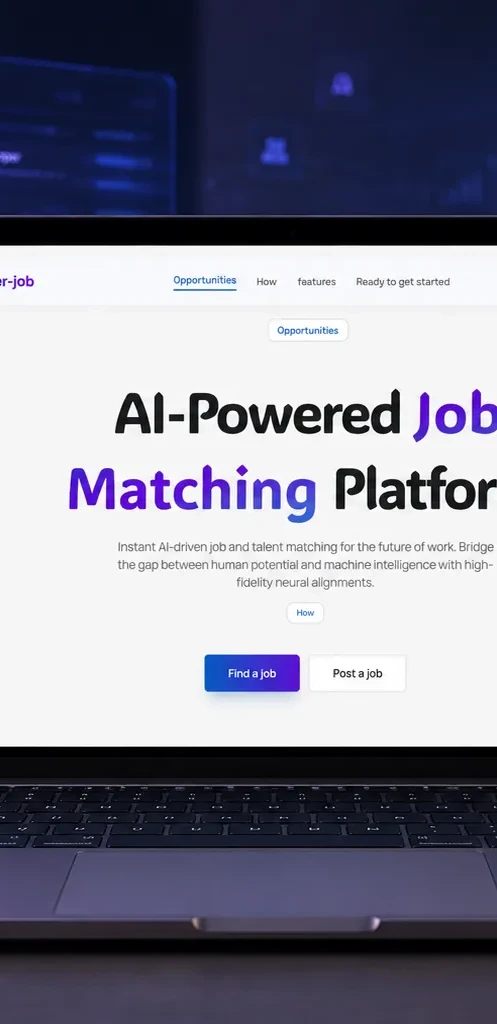 er-job
Opportunities How features Ready to get started
Opportunities
AI-Powered Job
Matching Platfor
Instant AI-driven job and talent matching for the future of work. Bridge
the gap between human potential and machine intelligence with high-
fidelity neural alignments.
How
Find a job Post a job